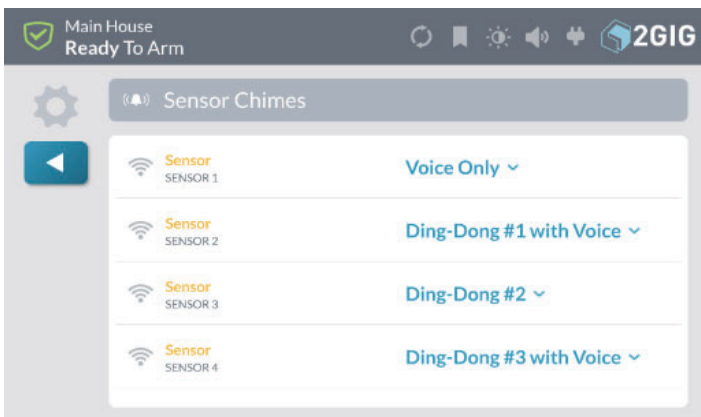 Main House
Ready To Arm
2GIG
Sensor Chimes
Sensor
SENSOR 1
Voice Only
Sensor
SENSOR 2
Ding-Dong #1 with Voice
Sensor
SENSOR 3
Ding-Dong #2
Sensor
SENSOR 4
Ding-Dong #3 with Voice